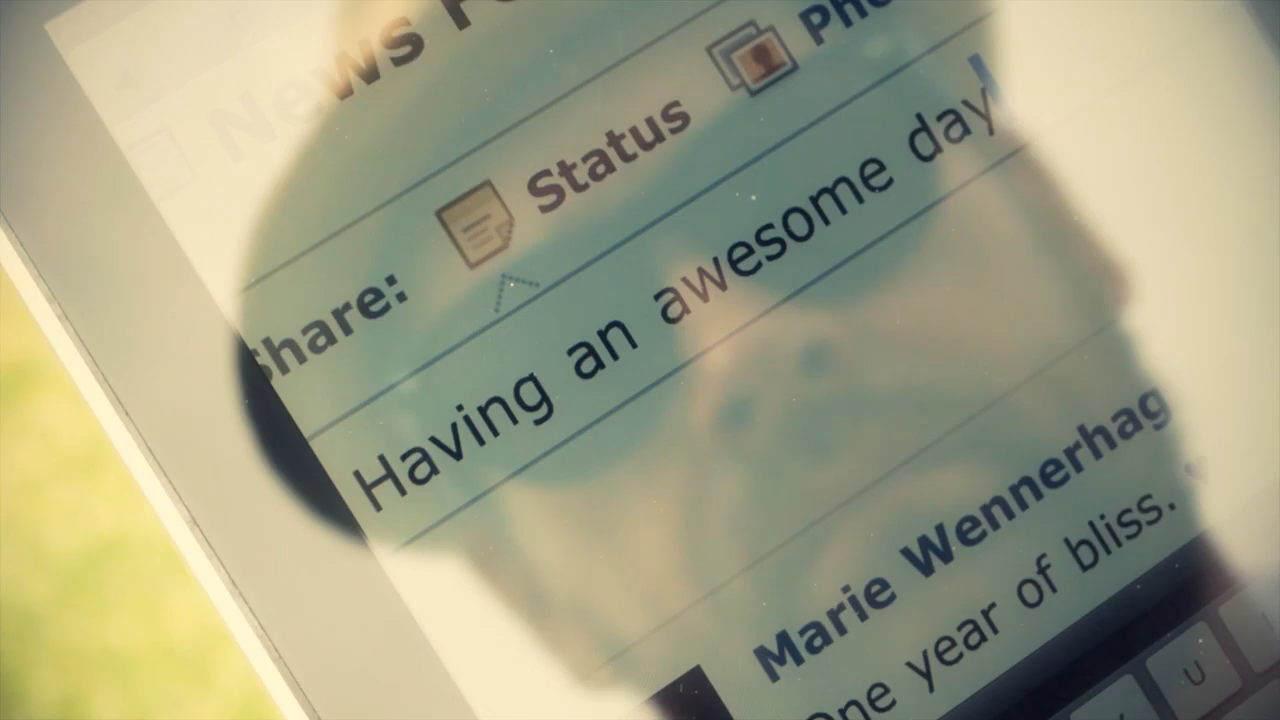 News
Share: Status
Having an awesome day
Marie Wennerhag
One year of bliss.
U